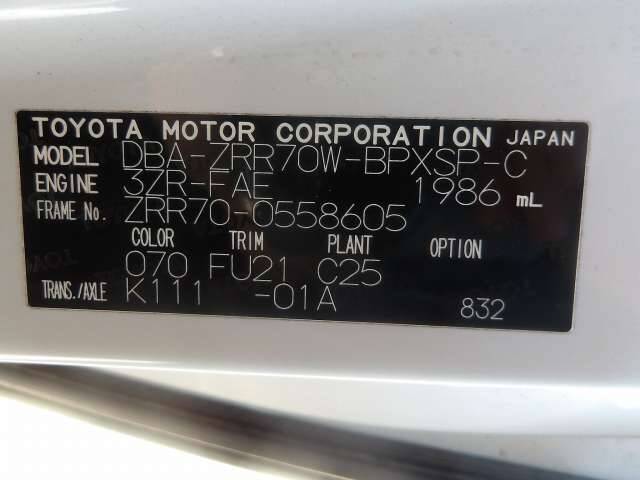 TOYOTA MOTOR CORPORATION JAPAN
MODEL DBA-ZRR70W-BPXSP-C
ENGINE 3ZR-FAE 1986 mL
FRAME No. ZRR70-0558605
COLOR TRIM PLANT OPTION
070 FU21 C25
TRANS./AXLE K111 -01A 832